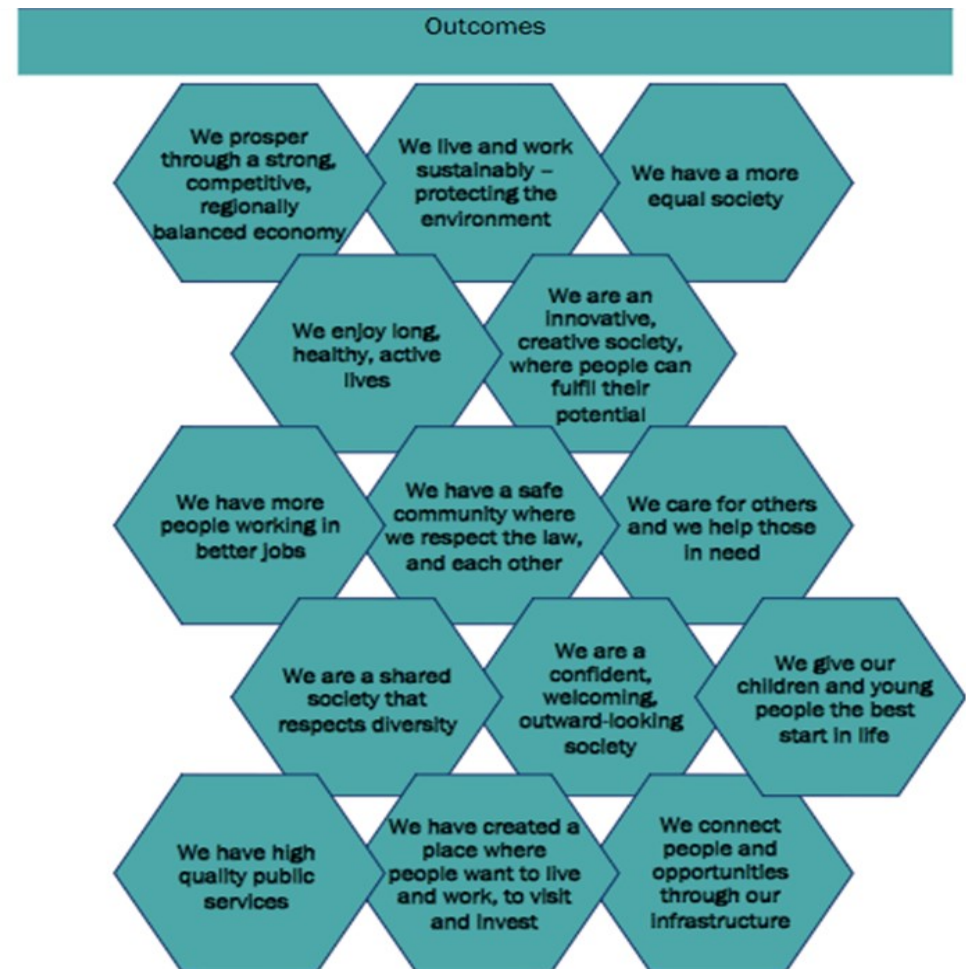 Outcomes
We prosper
through a strong,
competitive,
regionally
balanced economy
We live and work
sustainably –
protecting the
environment
We have a more
equal society
We enjoy long,
healthy, active
lives
We are an
innovative,
creative society,
where people can
fulfil their
potential
We have more
people working in
better jobs
We have a safe
community where
we respect the law,
and each other
We care for others
and we help those
in need
We are a shared
society that
respects diversity
We are a
confident,
welcoming,
outward-looking
society
We give our
children and young
people the best
start in life
We have high
quality public
services
We have created a
place where
people want to live
and work, to visit
and invest
We connect
people and
opportunities
through our
infrastructure